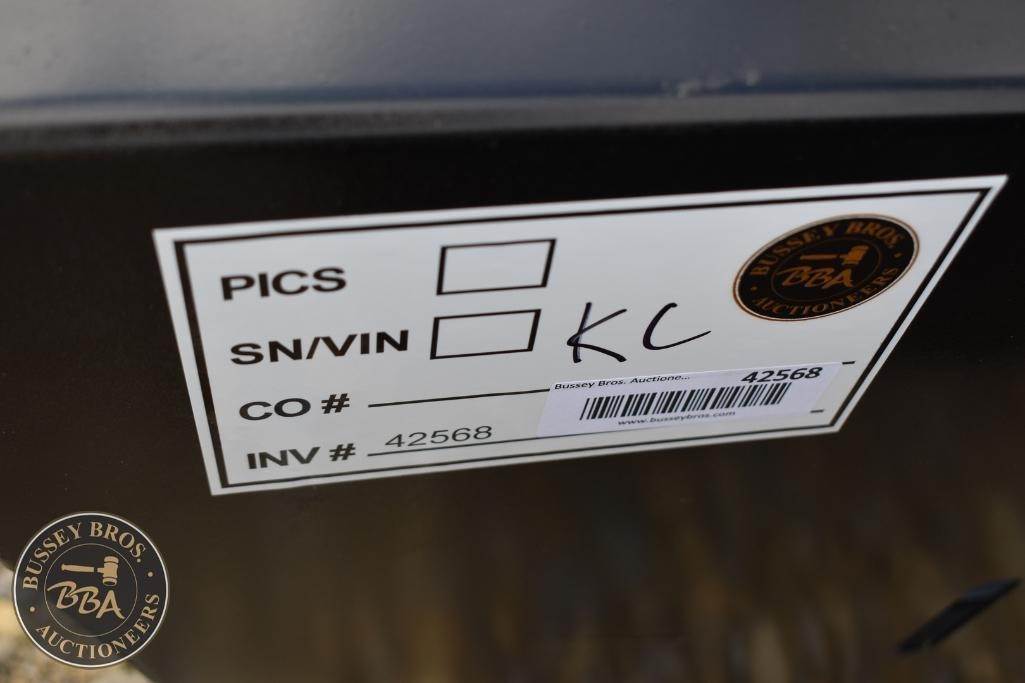 PICS
SN/VIN KC
CO #
INV # 42568
BUSSEY BROS.
BBA
AUCTIONEERS
Bussey Bros. Auctione... 42568
www.busseybros.com
BUSSEY BROS.
BBA
AUCTIONEERS